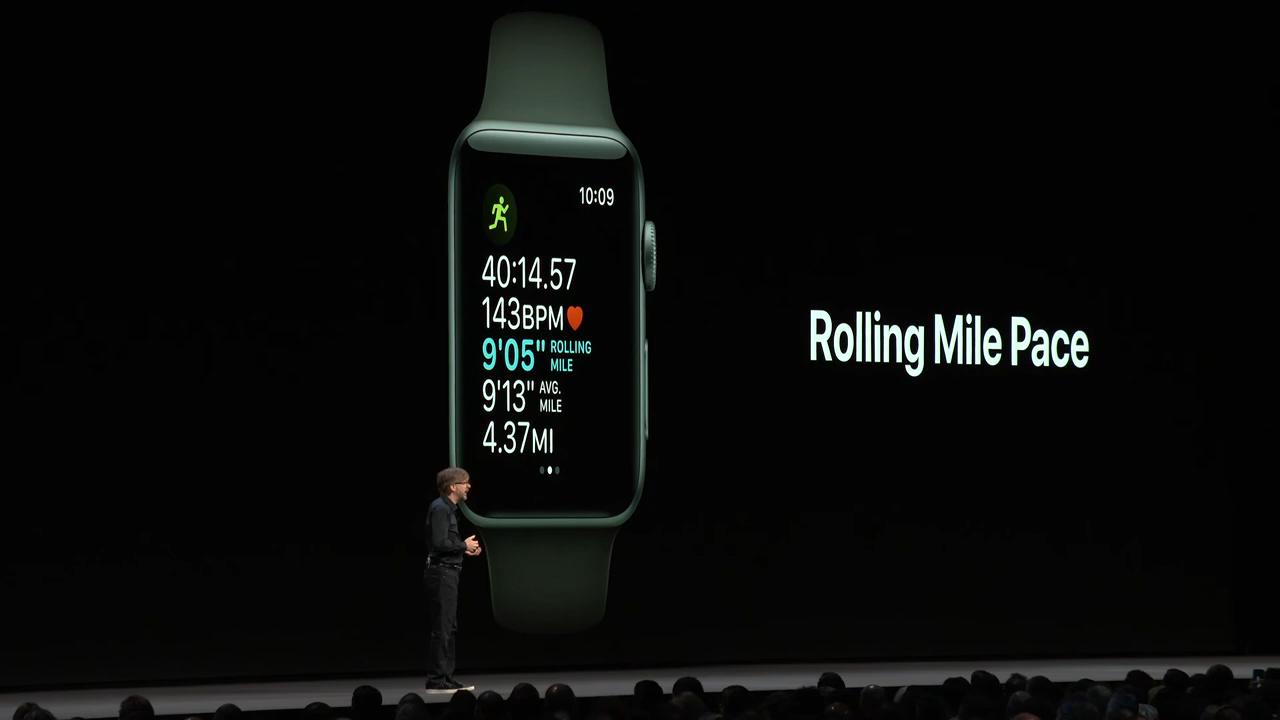 10:09
40:14.57
143BPM
9'05" ROLLING
MILE
9'13" AVG.
MILE
4.37MI
Rolling Mile Pace